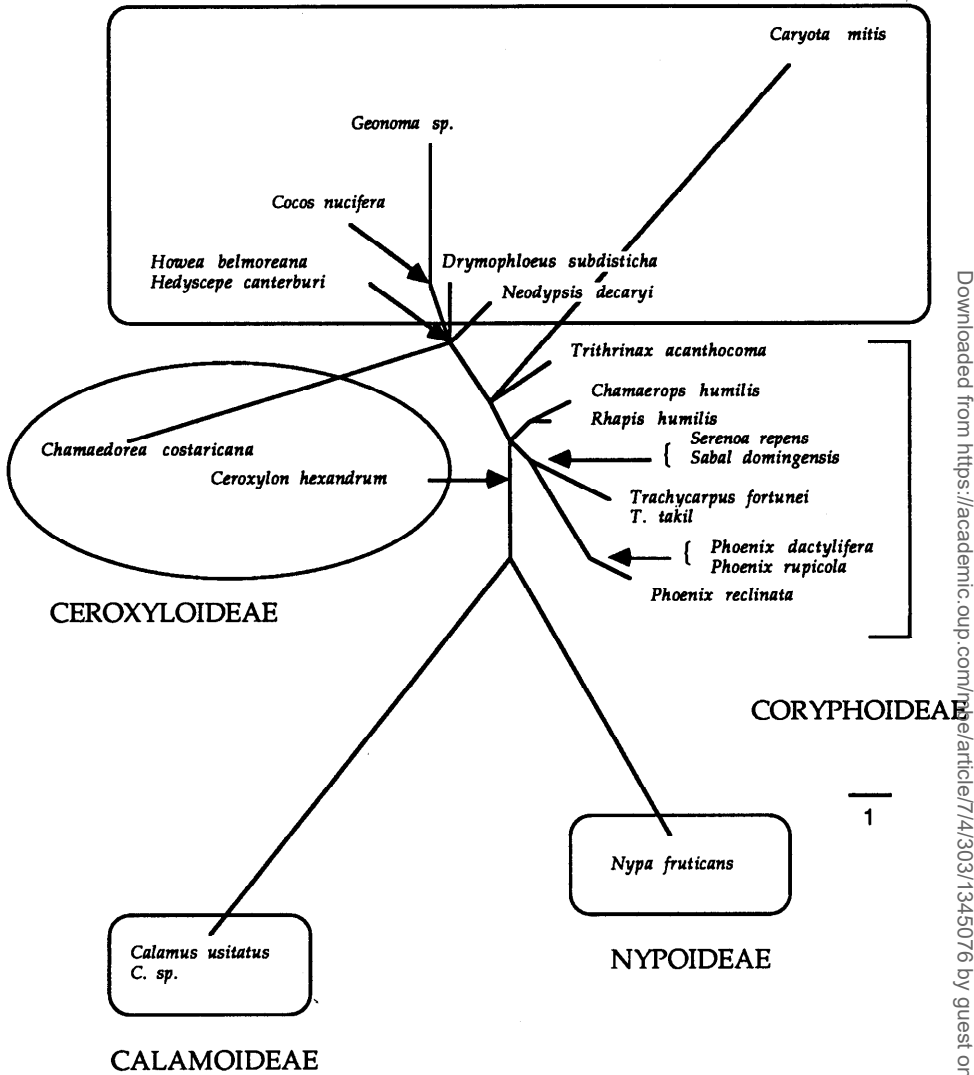 Caryota mitis
Geonoma sp.
Cocos nucifera
Howea belmoreana
Hedyscepe canterburi
Drymophloeus subdisticha
Neodypsis decaryi
Trithrinax acanthocoma
Chamaerops humilis
Rhapis humilis
{ Serenoa repens
Sabal domingensis
Chamaedorea costaricana
Ceroxylon hexandrum
Trachycarpus fortunei
T. takil
{ Phoenix dactylifera
Phoenix rupicola
Phoenix reclinata
CEROXYLOIDEAE
CORYPHOIDEAE
1
Nypa fruticans
NYPOIDEAE
Calamus usitatus
C. sp.
CALAMOIDEAE
Downloaded from https://academic.oup.com/mbe/article/7/4/303/1345076 by guest on